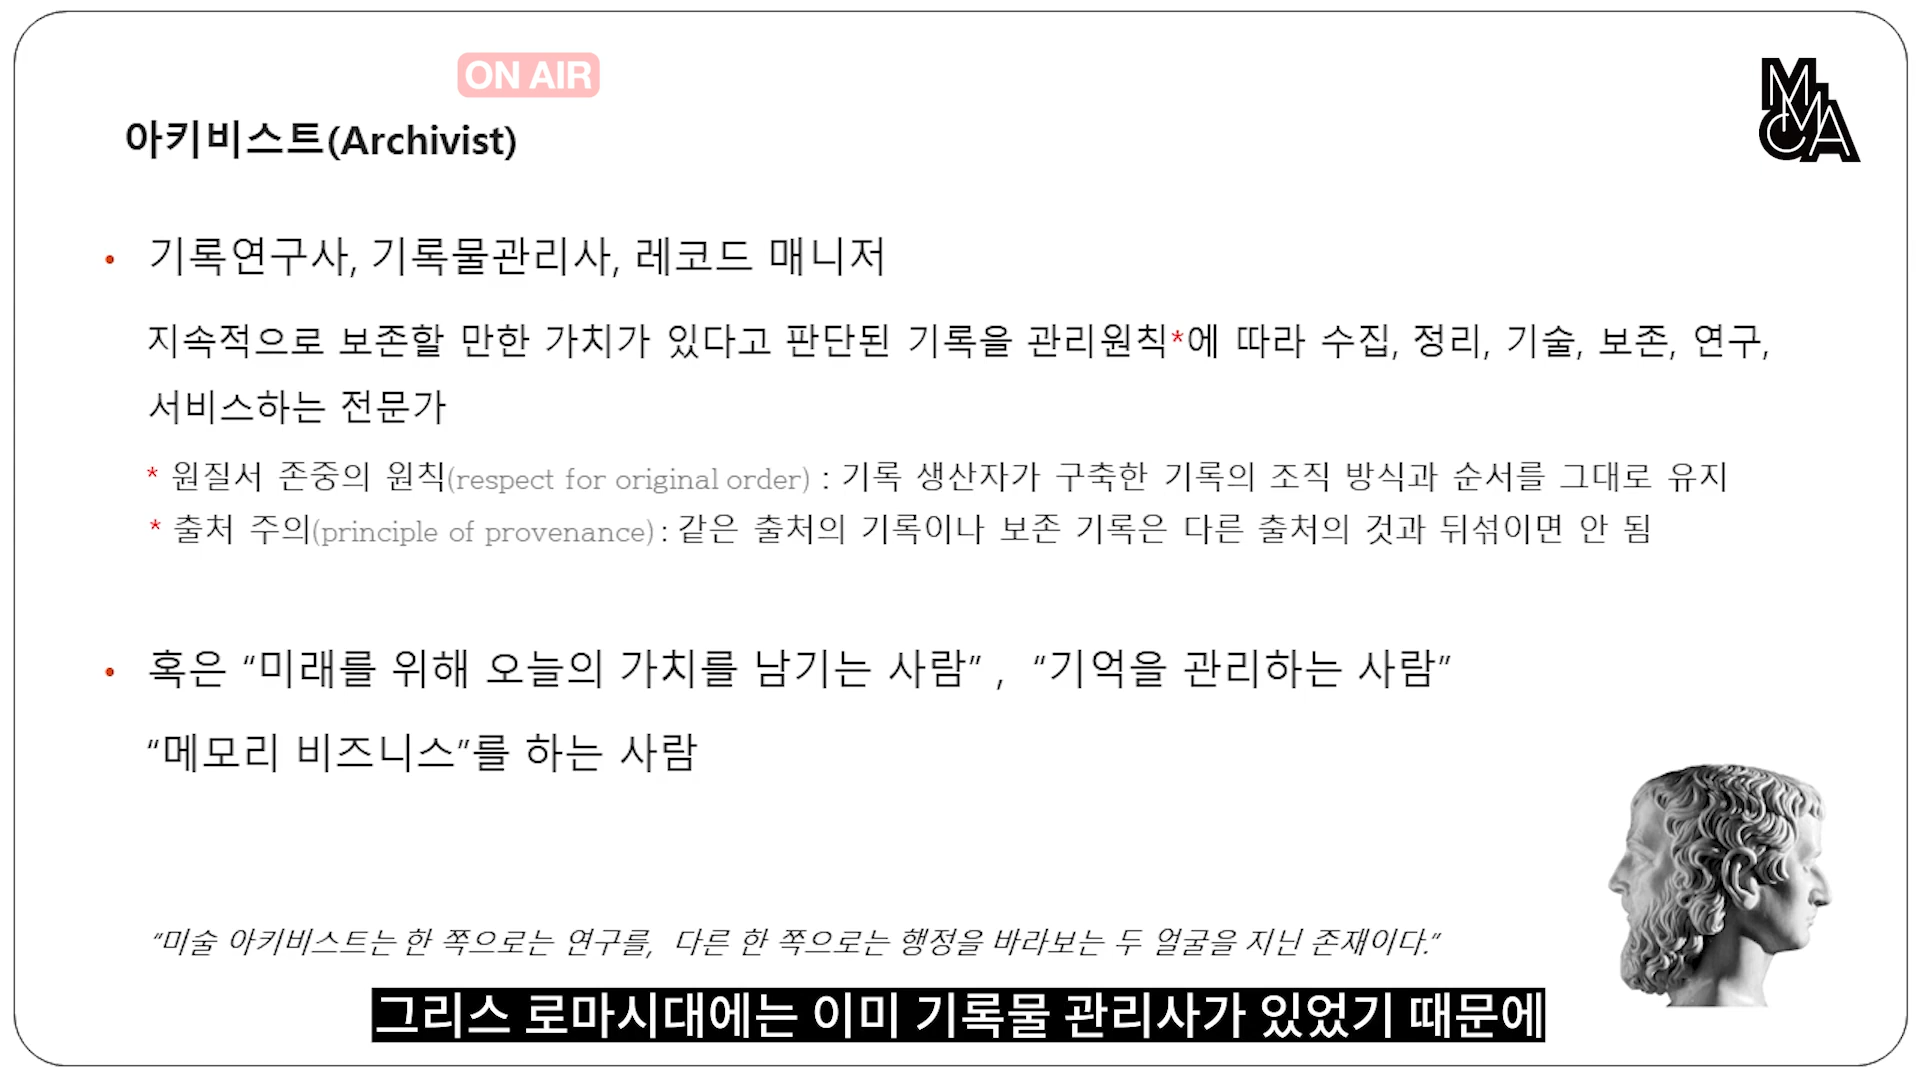 ON AIR
MMCA
아키비스트(Archivist)
• 기록연구사, 기록물관리사, 레코드 매니저
지속적으로 보존할 만한 가치가 있다고 판단된 기록을 관리원칙*에 따라 수집, 정리, 기술, 보존, 연구,
서비스하는 전문가
* 원질서 존중의 원칙(respect for original order) : 기록 생산자가 구축한 기록의 조직 방식과 순서를 그대로 유지
* 출처 주의(principle of provenance) : 같은 출처의 기록이나 보존 기록은 다른 출처의 것과 뒤섞이면 안 됨
• 혹은 “미래를 위해 오늘의 가치를 남기는 사람” , “기억을 관리하는 사람”
“메모리 비즈니스”를 하는 사람
“미술 아키비스트는 한 쪽으로는 연구를, 다른 한 쪽으로는 행정을 바라보는 두 얼굴을 지닌 존재이다.”
그리스 로마시대에는 이미 기록물 관리사가 있었기 때문에